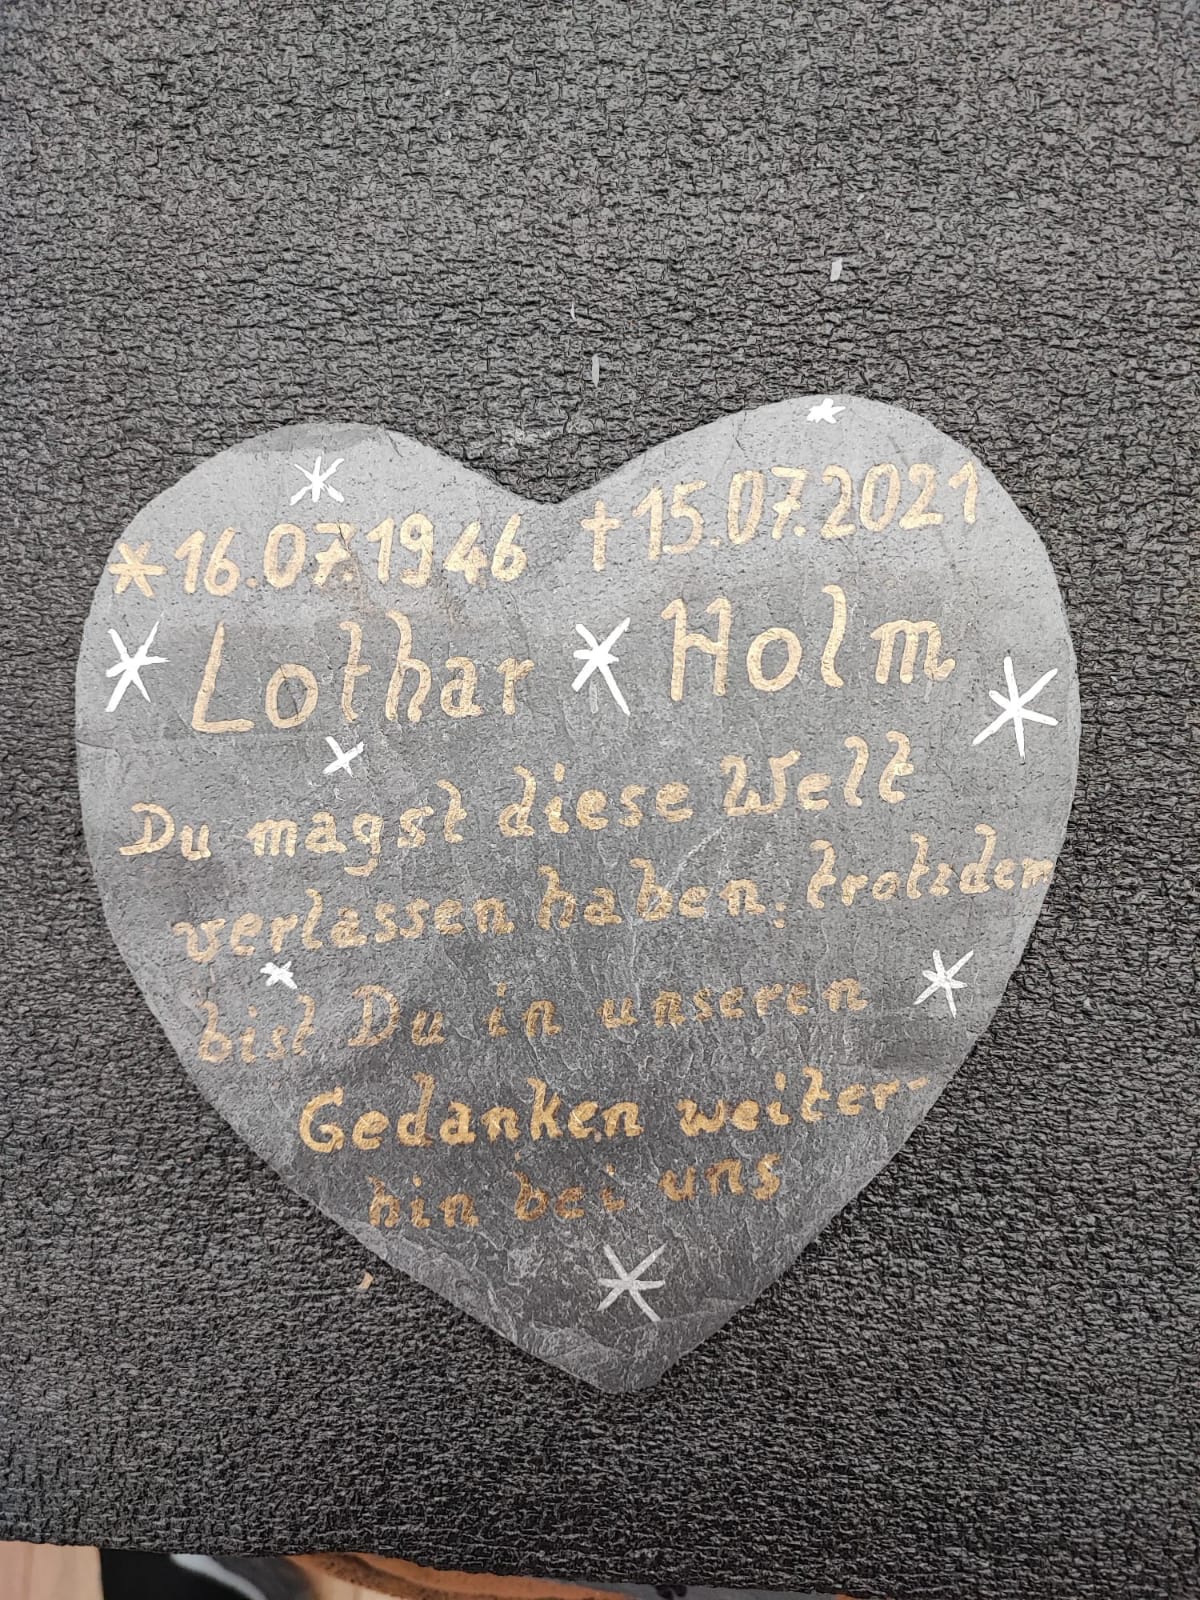 *16.07.1946 †15.07.2021
Lothar Holm
Du magst diese Welt
verlassen haben, trotzdem
bist Du in unseren
Gedanken weiter-
hin bei uns